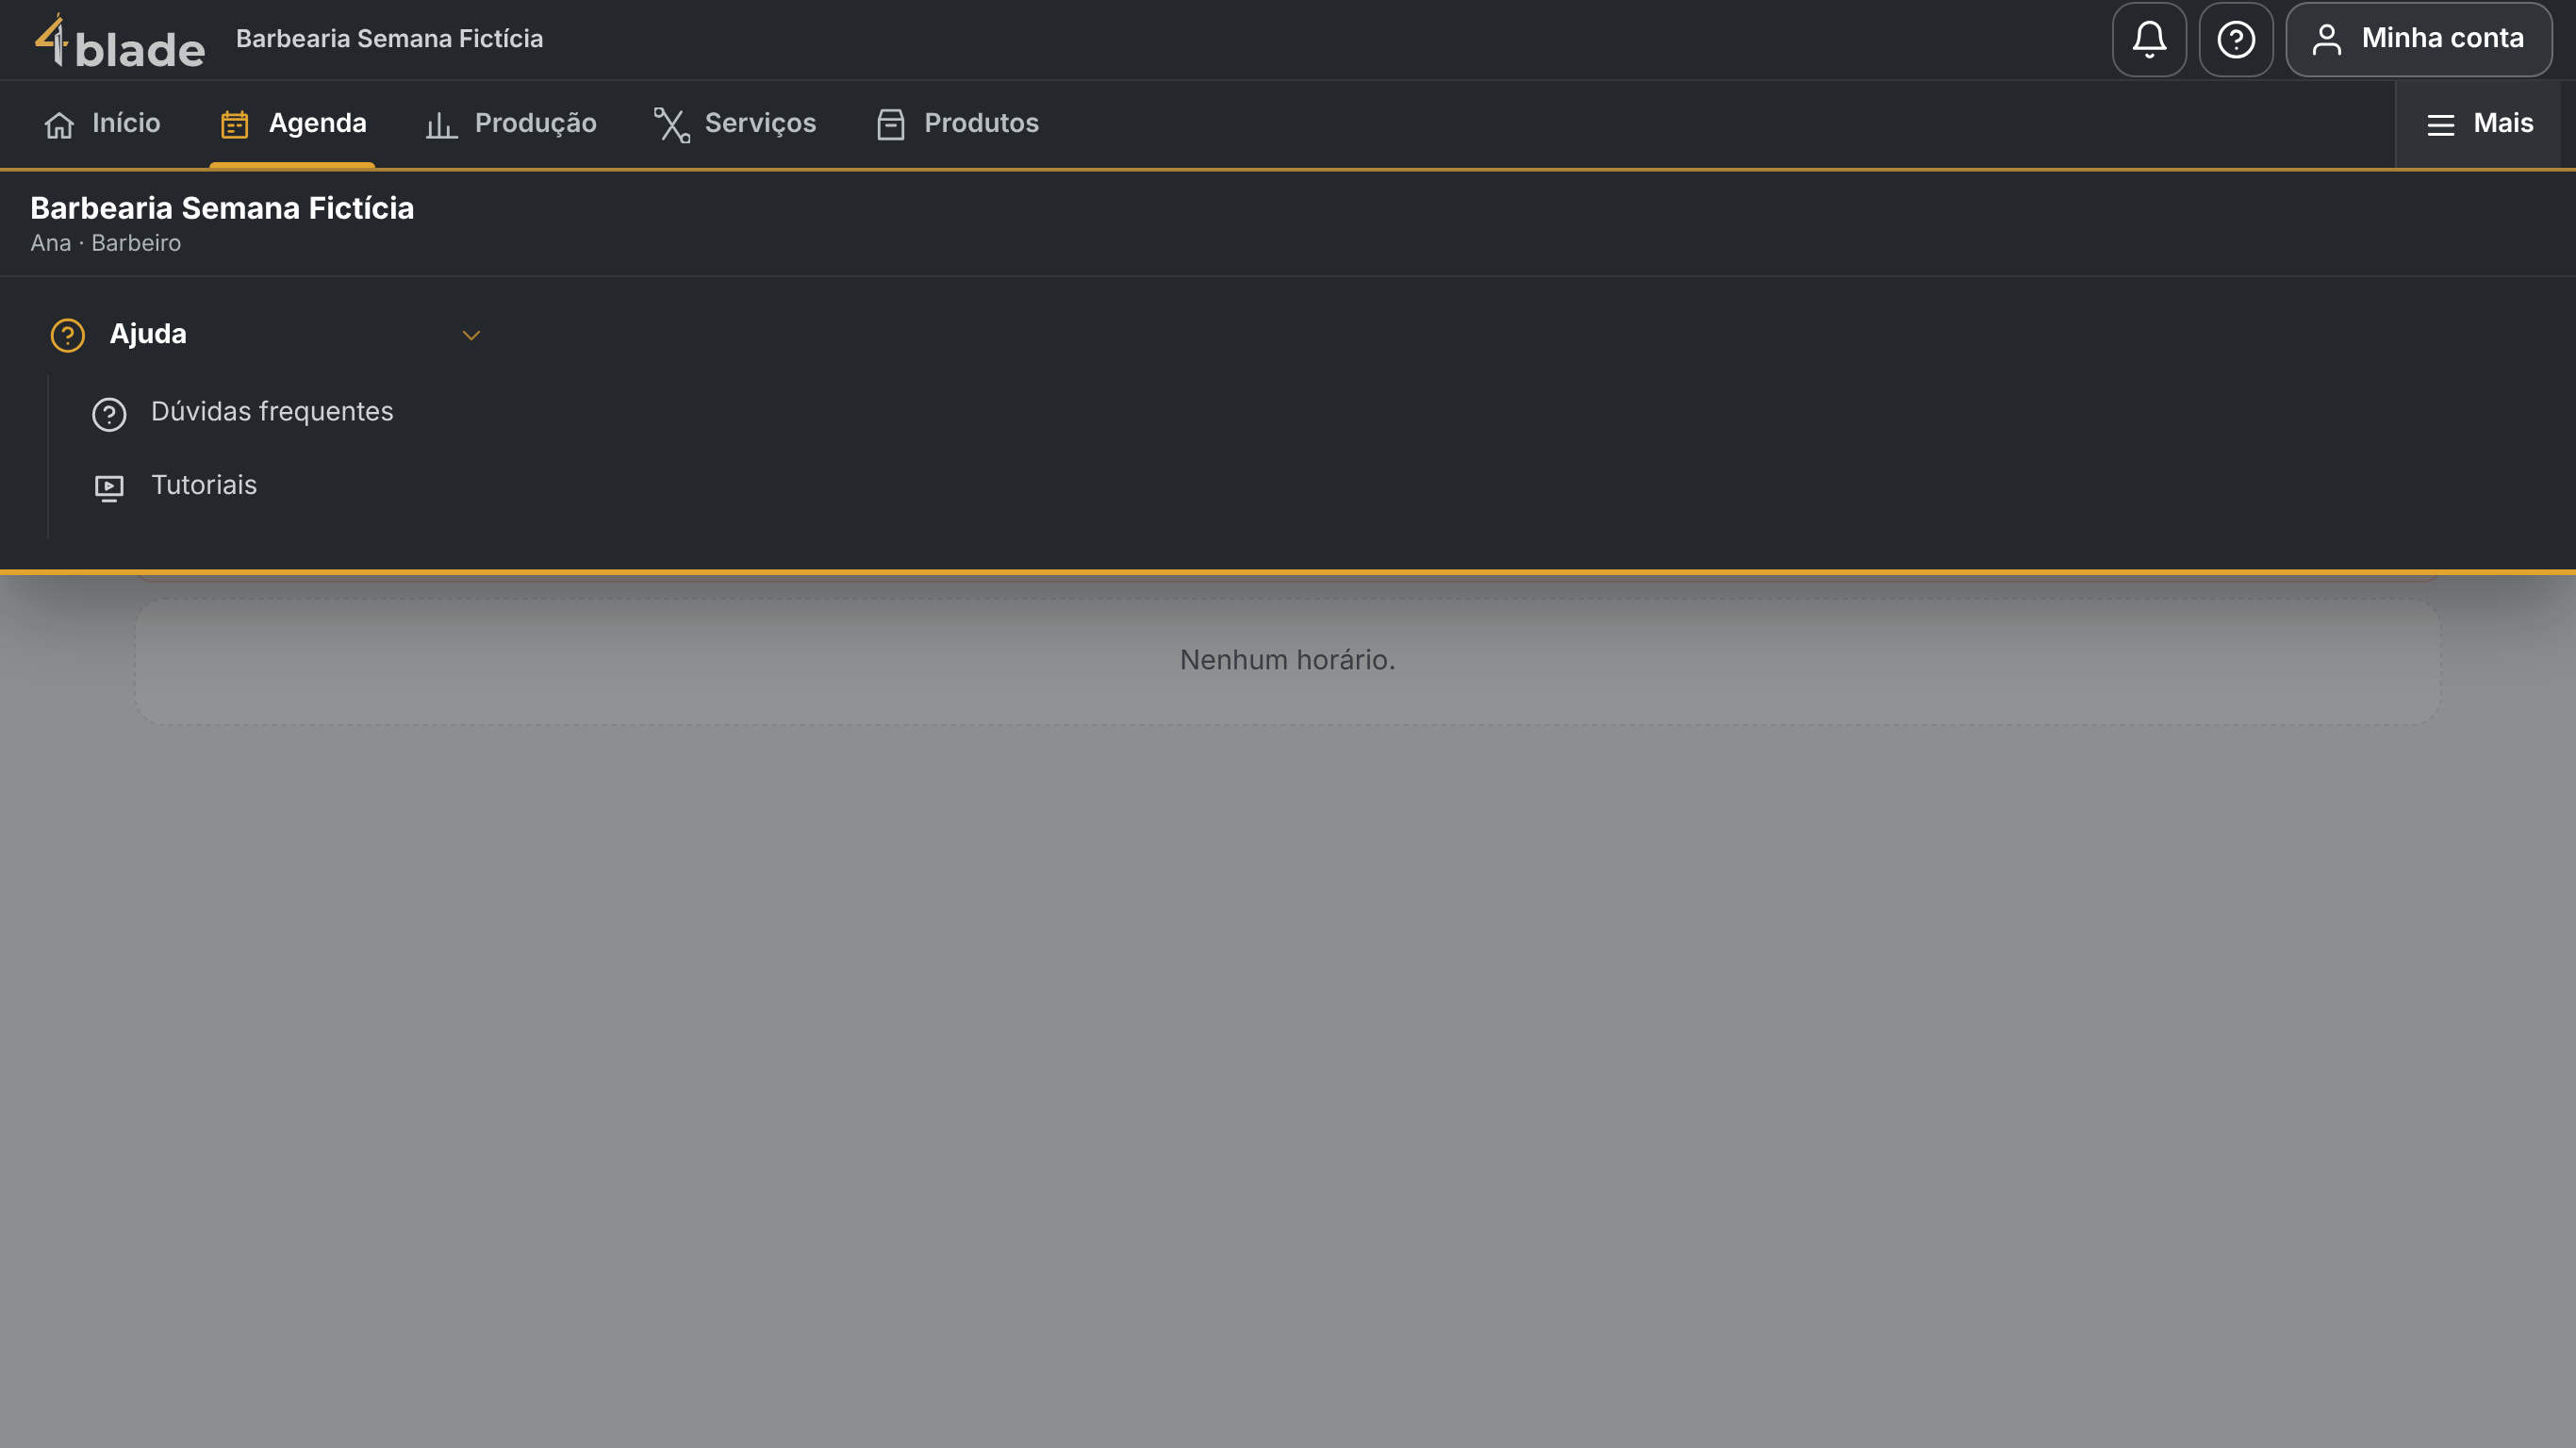 4blade
Barbearia Semana Fictícia
Minha conta
Início
Agenda
Produção
Serviços
Produtos
Mais
Barbearia Semana Fictícia
Ana · Barbeiro
Ajuda
Dúvidas frequentes
Tutoriais
Nenhum horário.